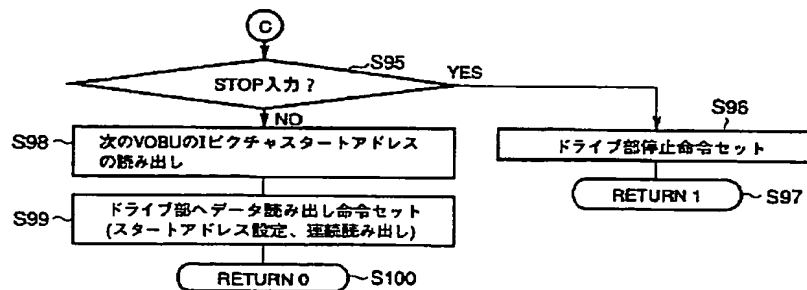 C
S95
STOP入力？
YES
NO
S96
ドライブ部停止命令セット
RETURN 1
S97
S98
次のVOBUのIピクチャスタートアドレス
の読み出し
S99
ドライブ部へデータ読み出し命令セット
(スタートアドレス設定、連続読み出し)
RETURN 0
S100